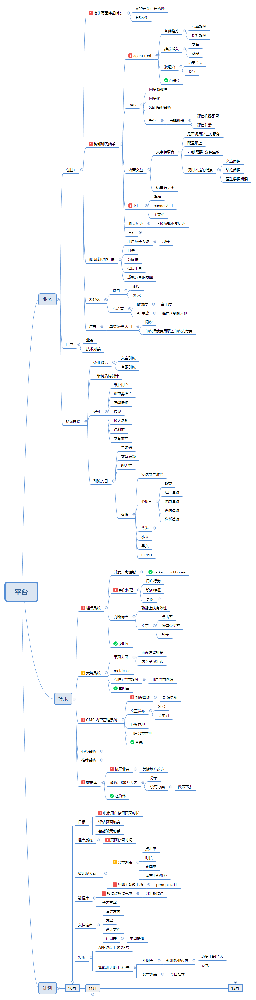 平台
业务
心脏+
1 收集页面停留时长
APP已先行开始做
H5收集
1 智能聊天助手
1 agent tool
各种趋势
心率趋势
指标趋势
推荐插入
文章
商品
欢迎语
历史今天
节气
冯振佳
RAG
向量数据库
向量化
知识维护系统
千问
自建机器
评估机器配置
评估并发
语音交互
文字转语音
是否调用第三方服务
配置跟上
20秒需要1分钟生成
使用固定的场景
文章朗读
结论朗读
医生解读朗读
语音转文字
1 入口
浮框
banner入口
主菜单
聊天历史
下拉加载更多历史
H5
健康成长排行榜
用户成长系统
积分
日榜
分段榜
健康王者
成就分享朋友圈
游戏化
健身
跑步
游泳
心之音
健康度
音乐度
AI 生成
推荐送到聊天框
广告
单次免费 入口
限次
单次播放费用覆盖单次支付费
门户
业务
技术对接
私域建设
企业微信
文章引流
客服引流
二维码活码设计
好处
维护用户
优惠券推广
套餐抵扣
返现
拉人活动
福利群
文章推广
引流入口
二维码
文章底部
聊天框
客服
发送群二维码
心脏+
裂变
推广活动
优惠活动
邀请活动
拉新活动
华为
小米
果实
OPPO
技术
1 埋点系统
并发、高性能
kafka + clickhouse
1 字段梳理
用户行为
设备特征
字段
判断标准
功能上线有效性
文章
点击率
阅读完毕率
时长
李明军
2 大屏系统
呈现大屏
页面停留时长
怎么呈现出来
metabase
心脏+当前趋势
用户当前画像
李明军
1 CMS 内容管理系统
1 知识管理
知识更新
文章发布
SEO
长尾词
标签管理
门户文章管理
李亮
标签系统
推荐系统
1 数据库
1 梳理业务
关键地方改造
逼近2000万大表
分表
读写分离
做不下去
赵俊伟
计划
10月
目标
1 收集用户停留页面时长
评估页面热度
智能聊天助手
埋点系统
1 页面停留时间
智能聊天助手
2 文章列表
点击率
时长
完读率
运营平台维护
1 纯聊天功能上线
prompt 设计
数据库
1 改造点改造完成
列出改造点
分表方案
文档输出
演进方向
方案
设计文档
计划表
本周提供
发版
APP埋点上线 22号
智能聊天助手 30号
纯聊天
预制欢迎内容
历史上的今天
节气
文章列表
今日推荐
11月
12月